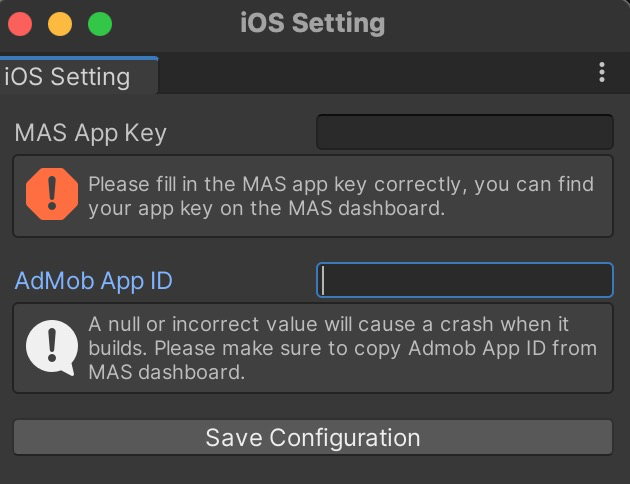 iOS Setting
iOS Setting
MAS App Key
Please fill in the MAS app key correctly, you can find
your app key on the MAS dashboard.
AdMob App ID
A null or incorrect value will cause a crash when it
builds. Please make sure to copy Admob App ID from
MAS dashboard.
Save Configuration